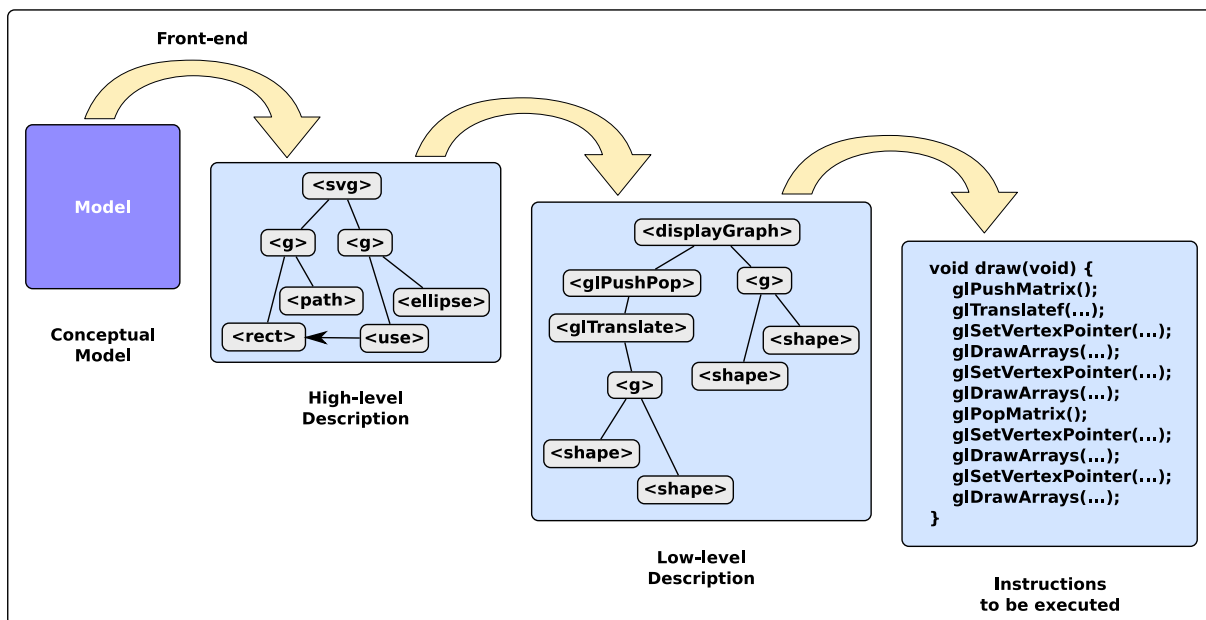 Front-end
Model
Conceptual
Model
<svg>
<g> <g>
<path> <ellipse>
<rect> <use>
High-level
Description
<displayGraph>
<glPushPop> <g>
<glTranslate>
<shape>
<shape>
<g>
<shape>
<shape>
Low-level
Description
void draw(void) {
glPushMatrix();
glTranslatef(...);
glSetVertexPointer(...);
glDrawArrays(...);
glSetVertexPointer(...);
glDrawArrays(...);
glPopMatrix();
glSetVertexPointer(...);
glDrawArrays(...);
glSetVertexPointer(...);
glDrawArrays(...);
}
Instructions
to be executed